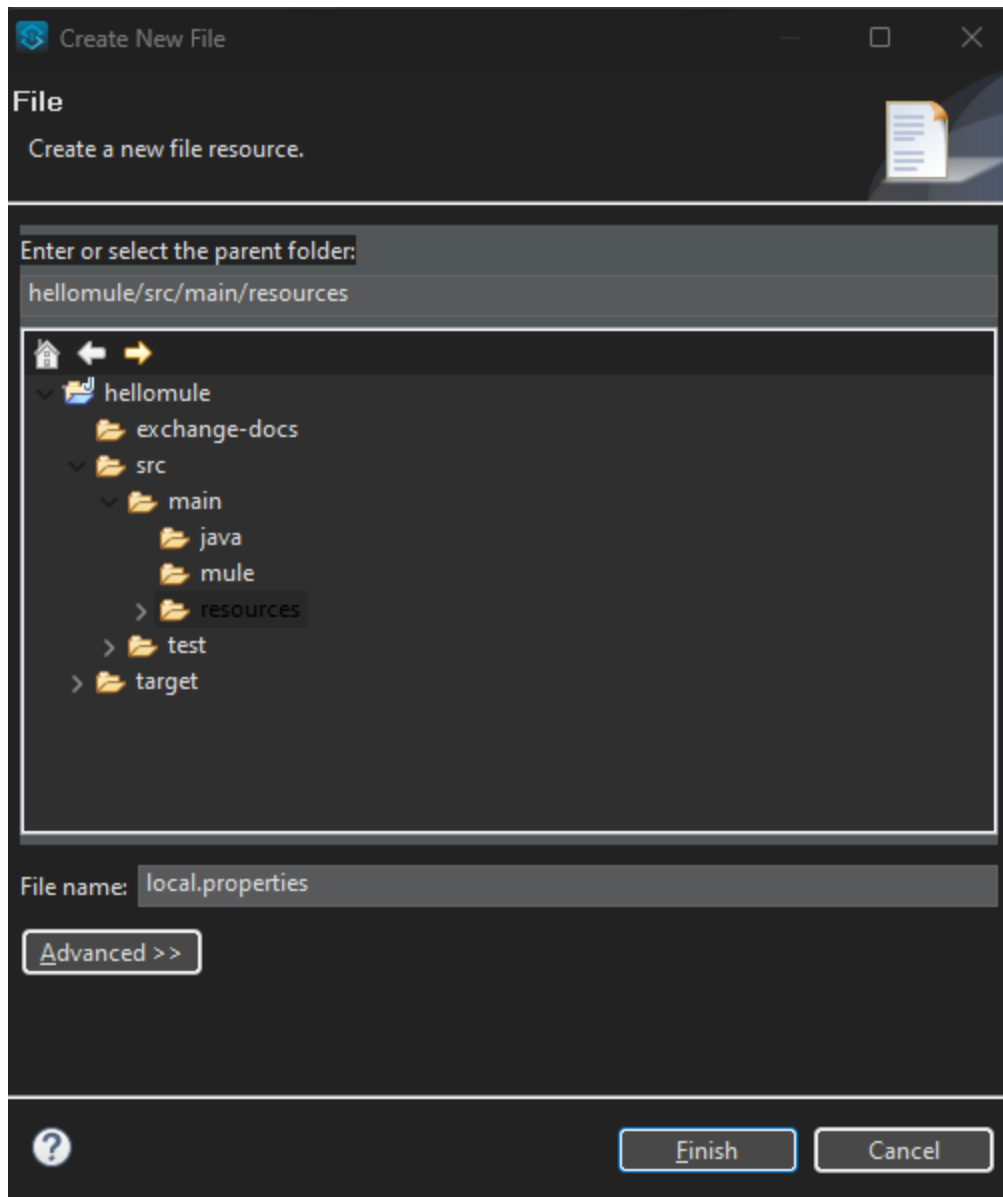 Create New File
File
Create a new file resource.
Enter or select the parent folder:
hellomule/src/main/resources
hellomule
exchange-docs
src
main
java
mule
resources
test
target
File name: local.properties
Advanced >>
?
Finish Cancel